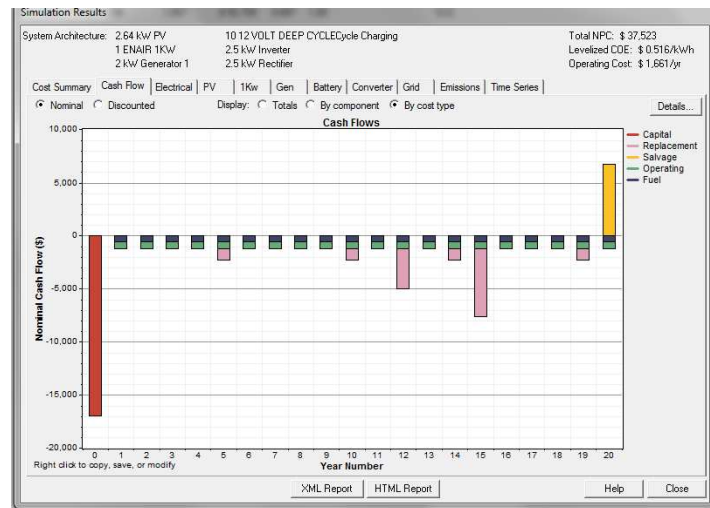 Simulation Results
System Architecture: 2.64 kW PV 10 12 VOLT DEEP CYCLECycle Charging Total NPC: $ 37,523
1 ENAIR 1KW 2.5 kW Inverter Levelized COE: $ 0.516/kWh
2 kW Generator 1 2.5 kW Rectifier Operating Cost: $ 1,661/yr
Cost Summary Cash Flow Electrical PV 1Kw Gen Battery Converter Grid Emissions Time Series
Nominal Discounted Display: Totals By component By cost type Details...
Cash Flows
10,000
5,000
0
-5,000
-10,000
-15,000
-20,000
Nominal Cash Flow ($)
Capital
Replacement
Salvage
Operating
Fuel
0 1 2 3 4 5 6 7 8 9 10 11 12 13 14 15 16 17 18 19 20
Right click to copy, save, or modify Year Number
XML Report HTML Report Help Close